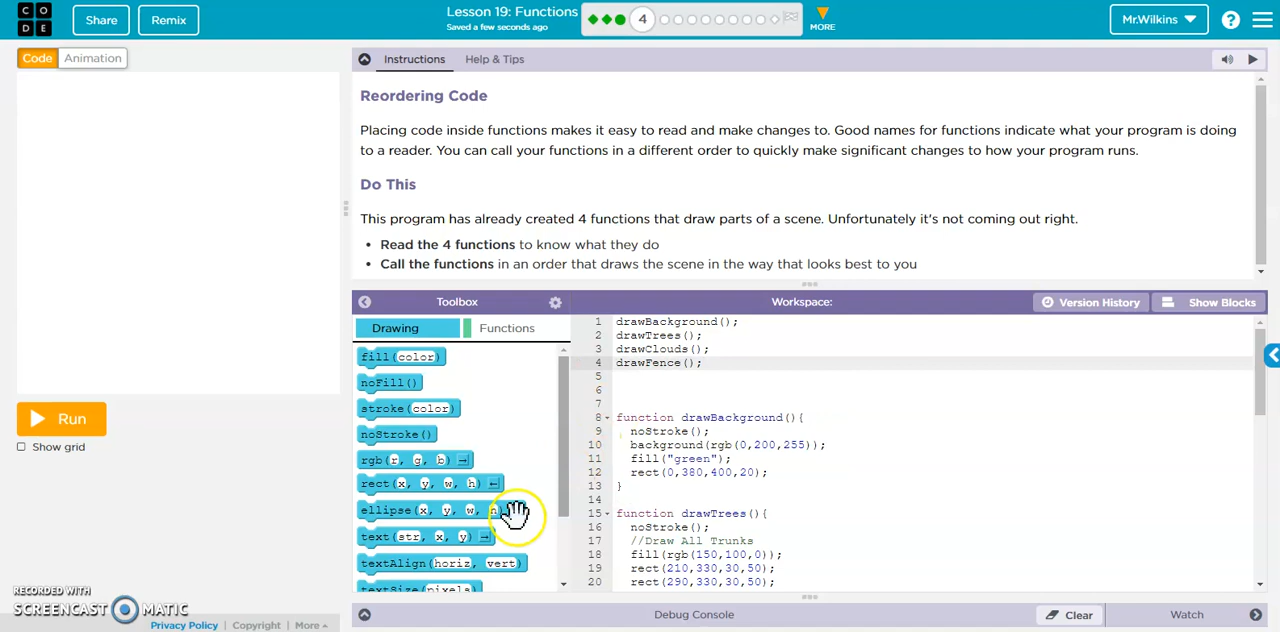 C O
D E
Share
Remix
Lesson 19: Functions
Saved a few seconds ago
4
MORE
Mr.Wilkins
?
Code
Animation
Instructions
Help & Tips
Reordering Code
Placing code inside functions makes it easy to read and make changes to. Good names for functions indicate what your program is doing
to a reader. You can call your functions in a different order to quickly make significant changes to how your program runs.
Do This
This program has already created 4 functions that draw parts of a scene. Unfortunately it's not coming out right.
• Read the 4 functions to know what they do
• Call the functions in an order that draws the scene in the way that looks best to you
Toolbox
Workspace:
Version History
Show Blocks
Drawing
Functions
fill(color)
noFill()
stroke(color)
noStroke()
rgb(r, g, b)
rect(x, y, w, h)
ellipse(x, y, w, h)
text(str, x, y)
textAlign(horiz, vert)
textSize(pixels)
1 drawBackground();
2 drawTrees();
3 drawClouds();
4 drawFence();
5
6
7
8 function drawBackground(){
9 noStroke();
10 background(rgb(0,200,255));
11 fill("green");
12 rect(0,380,400,20);
13 }
14
15 function drawTrees(){
16 noStroke();
17 //Draw All Trunks
18 fill(rgb(150,100,0));
19 rect(210,330,30,50);
20 rect(290,330,30,50);
Run
Show grid
RECORDED WITH
SCREENCAST MATIC
Privacy Policy | Copyright | More
Debug Console
Clear
Watch